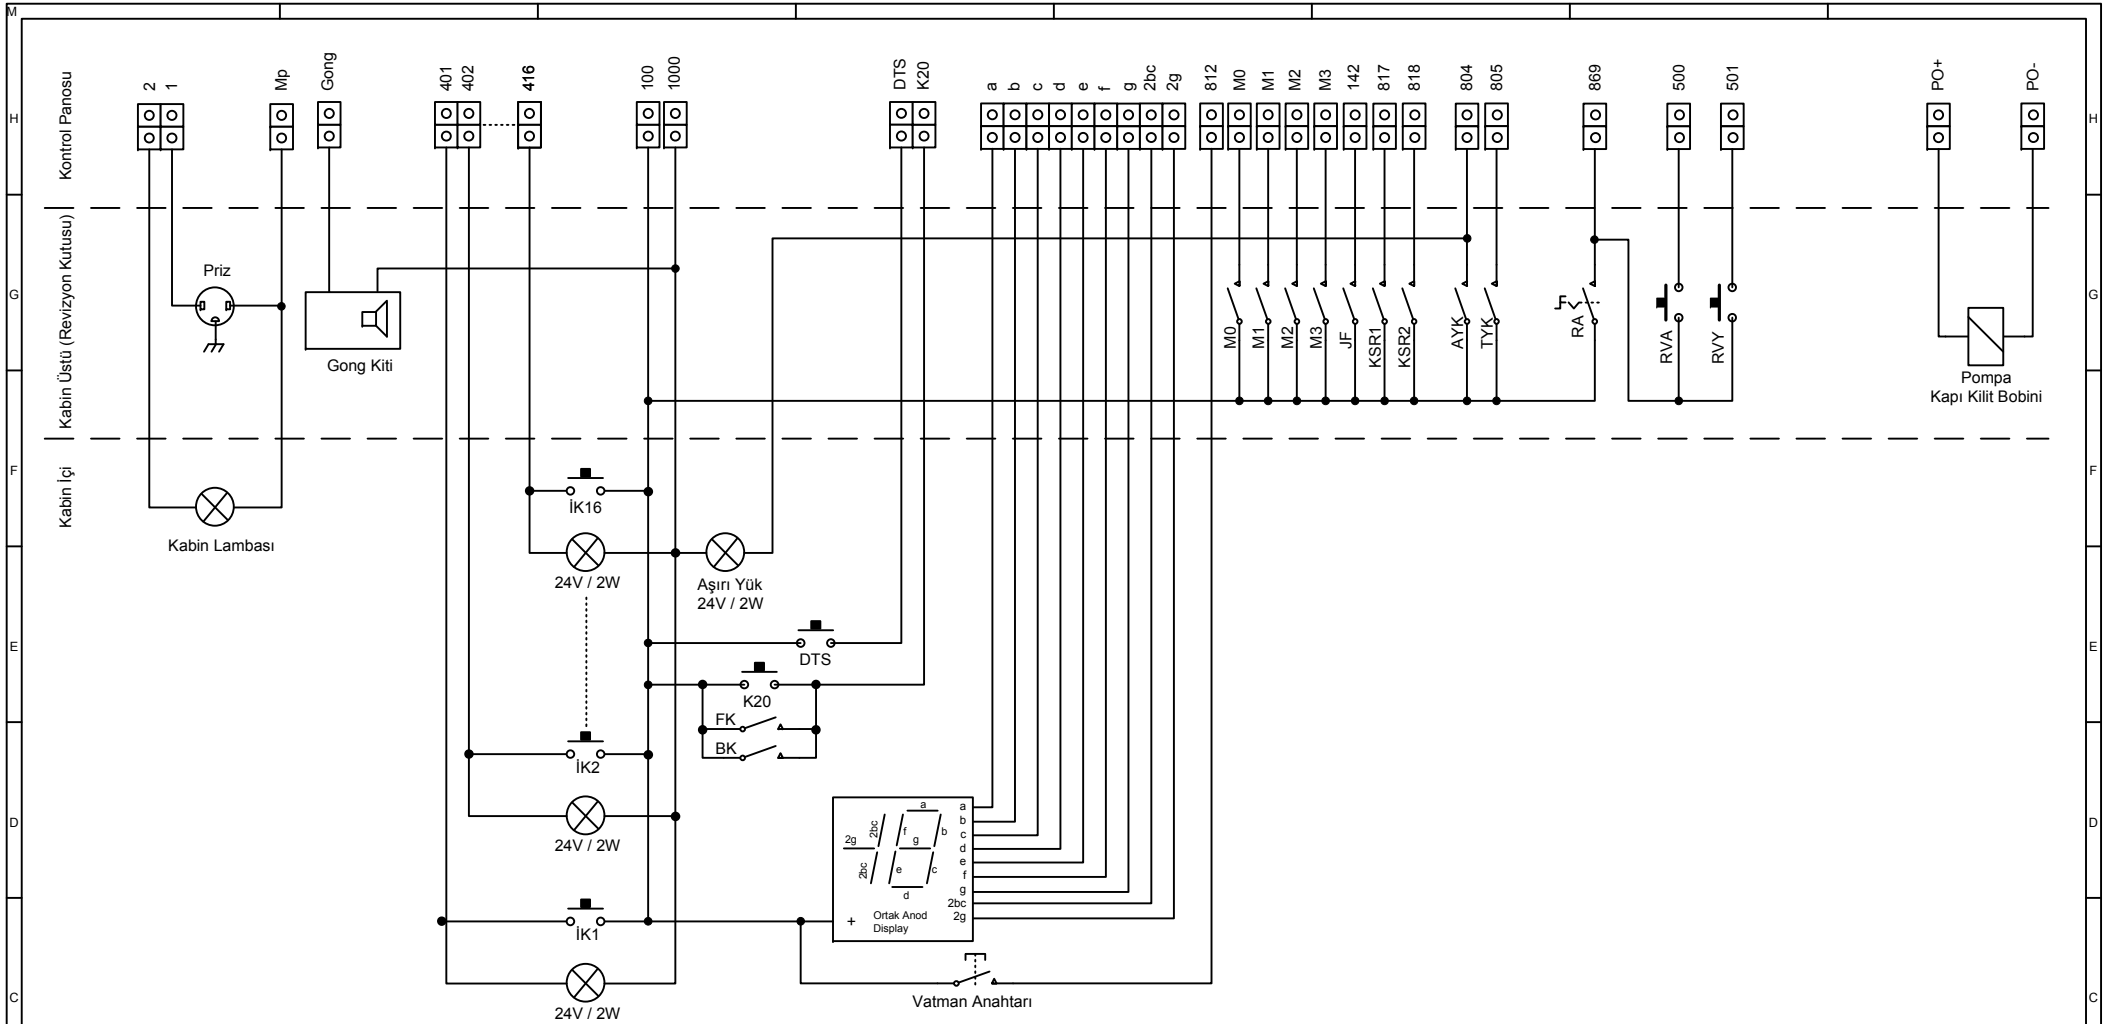 M
Kontrol Panosu
2
1
Mp
Gong
401
402
416
100
1000
DTS
K20
a
b
c
d
e
f
g
2bc
2g
812
M0
M1
M2
M3
142
817
818
804
805
869
500
501
PO+
PO-
H
H
Kabin Üstü (Revizyon Kutusu)
G
G
Priz
Gong Kiti
M0
M1
M2
M3
JF
KSR1
KSR2
AYK
TYK
RA
RVA
RVY
Pompa
Kapı Kilit Bobini
Kabin İçi
F
F
Kabin Lambası
İK16
24V / 2W
Aşırı Yük
24V / 2W
E
E
DTS
K20
FK
BK
İK2
24V / 2W
D
D
a
b
c
d
e
f
g
2bc
2g
a
b
c
d
e
f
g
2bc
2bc
2g
+
Ortak Anod
Display
İK1
24V / 2W
Vatman Anahtarı
C
C